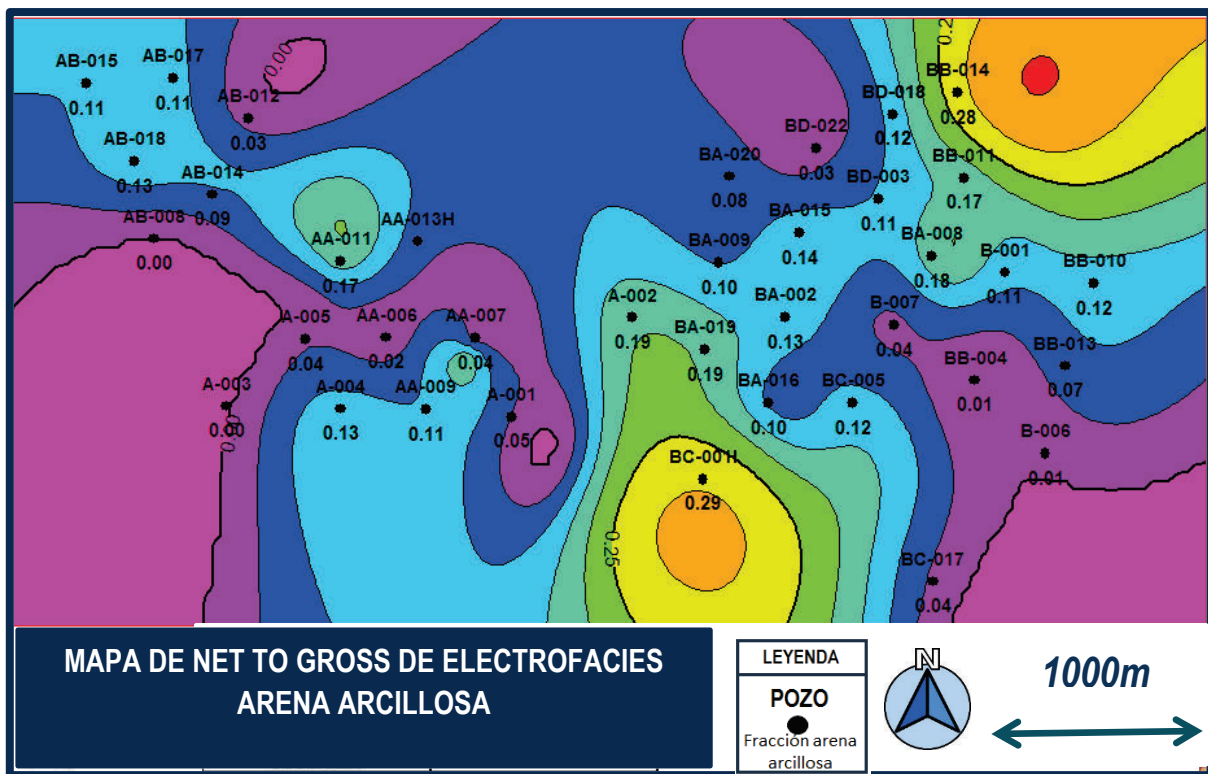 0.00
0.2
AB-015
0.11
AB-017
0.11
AB-012
0.03
BB-014
0.28
BD-018
0.12
BD-022
0.03
AB-018
0.13
BA-020
0.08
BB-011
0.17
AB-014
0.09
BD-003
0.11
AB-008
0.00
AA-013H
BA-015
0.14
AA-011
0.17
BA-009
0.10
BA-008
0.18
B-001
0.11
BB-010
0.12
A-002
0.19
BA-002
0.13
B-007
0.04
A-005
0.04
AA-006
0.02
AA-007
0.04
BA-019
0.19
BB-004
0.01
BB-013
0.07
A-003
0.00
0.00
A-004
0.13
AA-009
0.11
A-001
0.05
BA-016
0.10
BC-005
0.12
B-006
0.01
BC-001H
0.29
0.25
BC-017
0.04
MAPA DE NET TO GROSS DE ELECTROFACIES
ARENA ARCILLOSA
LEYENDA
POZO
Fracción arena
arcillosa
N
1000m